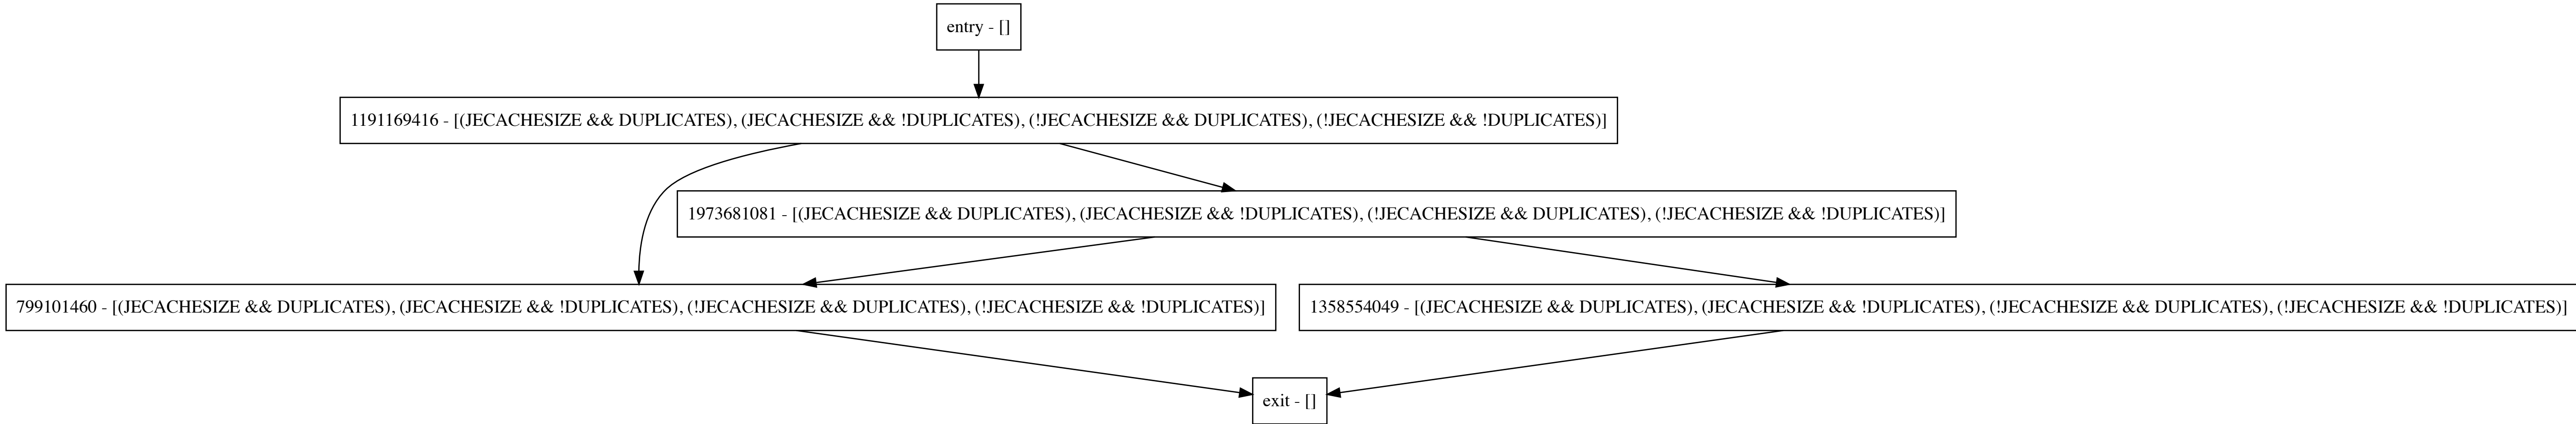 entry - []
1191169416 - [(JECACHESIZE && DUPLICATES), (JECACHESIZE && !DUPLICATES), (!JECACHESIZE && DUPLICATES), (!JECACHESIZE && !DUPLICATES)]
1973681081 - [(JECACHESIZE && DUPLICATES), (JECACHESIZE && !DUPLICATES), (!JECACHESIZE && DUPLICATES), (!JECACHESIZE && !DUPLICATES)]
799101460 - [(JECACHESIZE && DUPLICATES), (JECACHESIZE && !DUPLICATES), (!JECACHESIZE && DUPLICATES), (!JECACHESIZE && !DUPLICATES)]
1358554049 - [(JECACHESIZE && DUPLICATES), (JECACHESIZE && !DUPLICATES), (!JECACHESIZE && DUPLICATES), (!JECACHESIZE && !DUPLICATES)]
exit - []